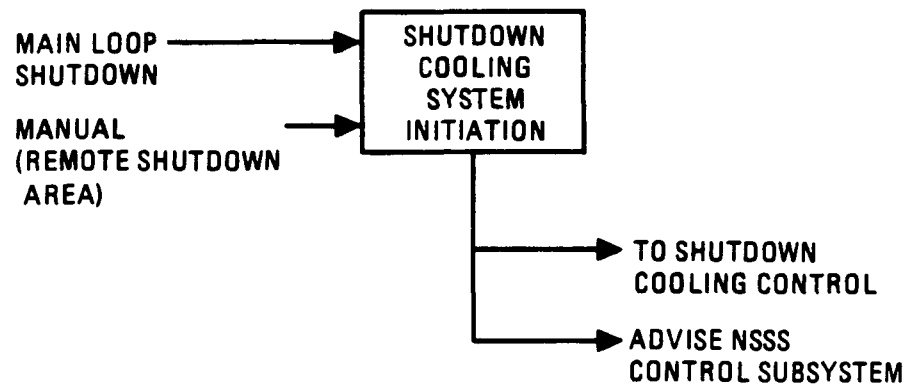 MAIN LOOP
SHUTDOWN
MANUAL
(REMOTE SHUTDOWN
AREA)
SHUTDOWN
COOLING
SYSTEM
INITIATION
TO SHUTDOWN
COOLING CONTROL
ADVISE NSSS
CONTROL SUBSYSTEM